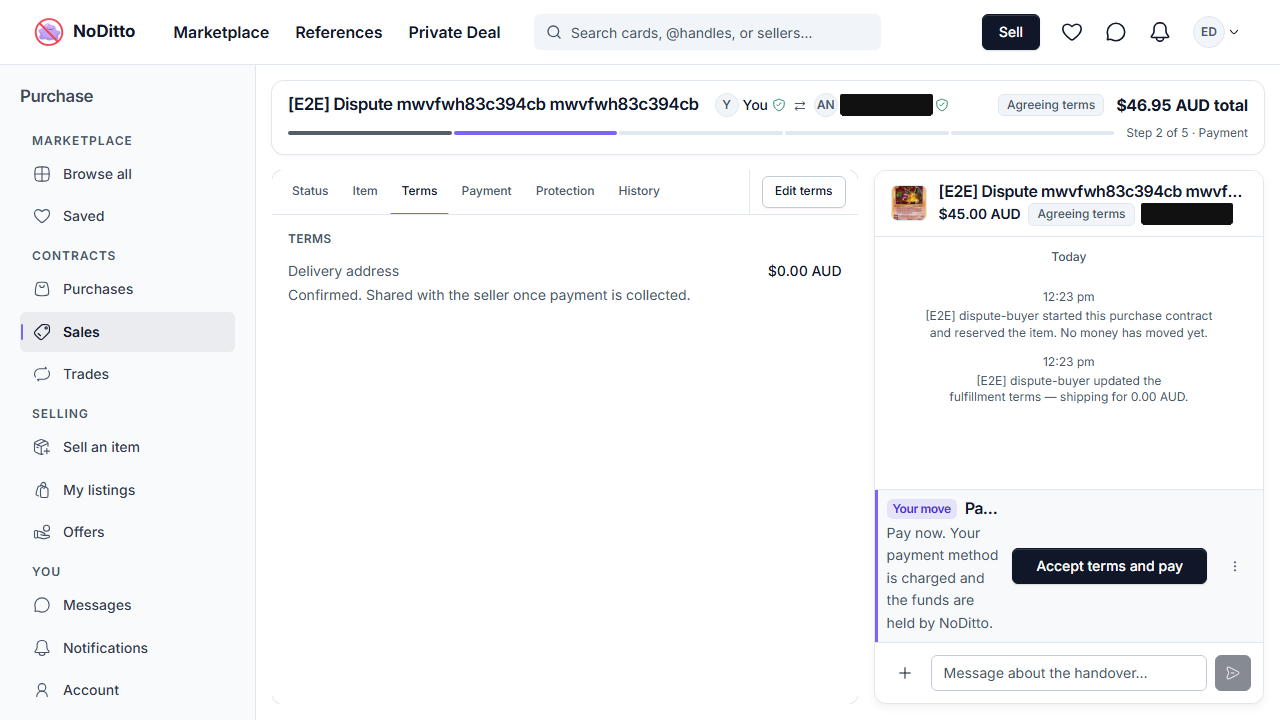 NoDitto
Marketplace
References
Private Deal
Search cards, @handles, or sellers...
Sell
ED
Purchase
MARKETPLACE
Browse all
Saved
CONTRACTS
Purchases
Sales
Trades
SELLING
Sell an item
My listings
Offers
YOU
Messages
Notifications
Account
[E2E] Dispute mwvfwh83c394cb mwvfwh83c394cb
Y You
AN
Agreeing terms
$46.95 AUD total
Step 2 of 5 · Payment
Status
Item
Terms
Payment
Protection
History
Edit terms
TERMS
Delivery address
$0.00 AUD
Confirmed. Shared with the seller once payment is collected.
[E2E] Dispute mwvfwh83c394cb mwvf...
$45.00 AUD
Agreeing terms
Today
12:23 pm
[E2E] dispute-buyer started this purchase contract
and reserved the item. No money has moved yet.
12:23 pm
[E2E] dispute-buyer updated the
fulfillment terms — shipping for 0.00 AUD.
Your move
Pa...
Pay now. Your
payment method
is charged and
the funds are
held by NoDitto.
Accept terms and pay
Message about the handover...